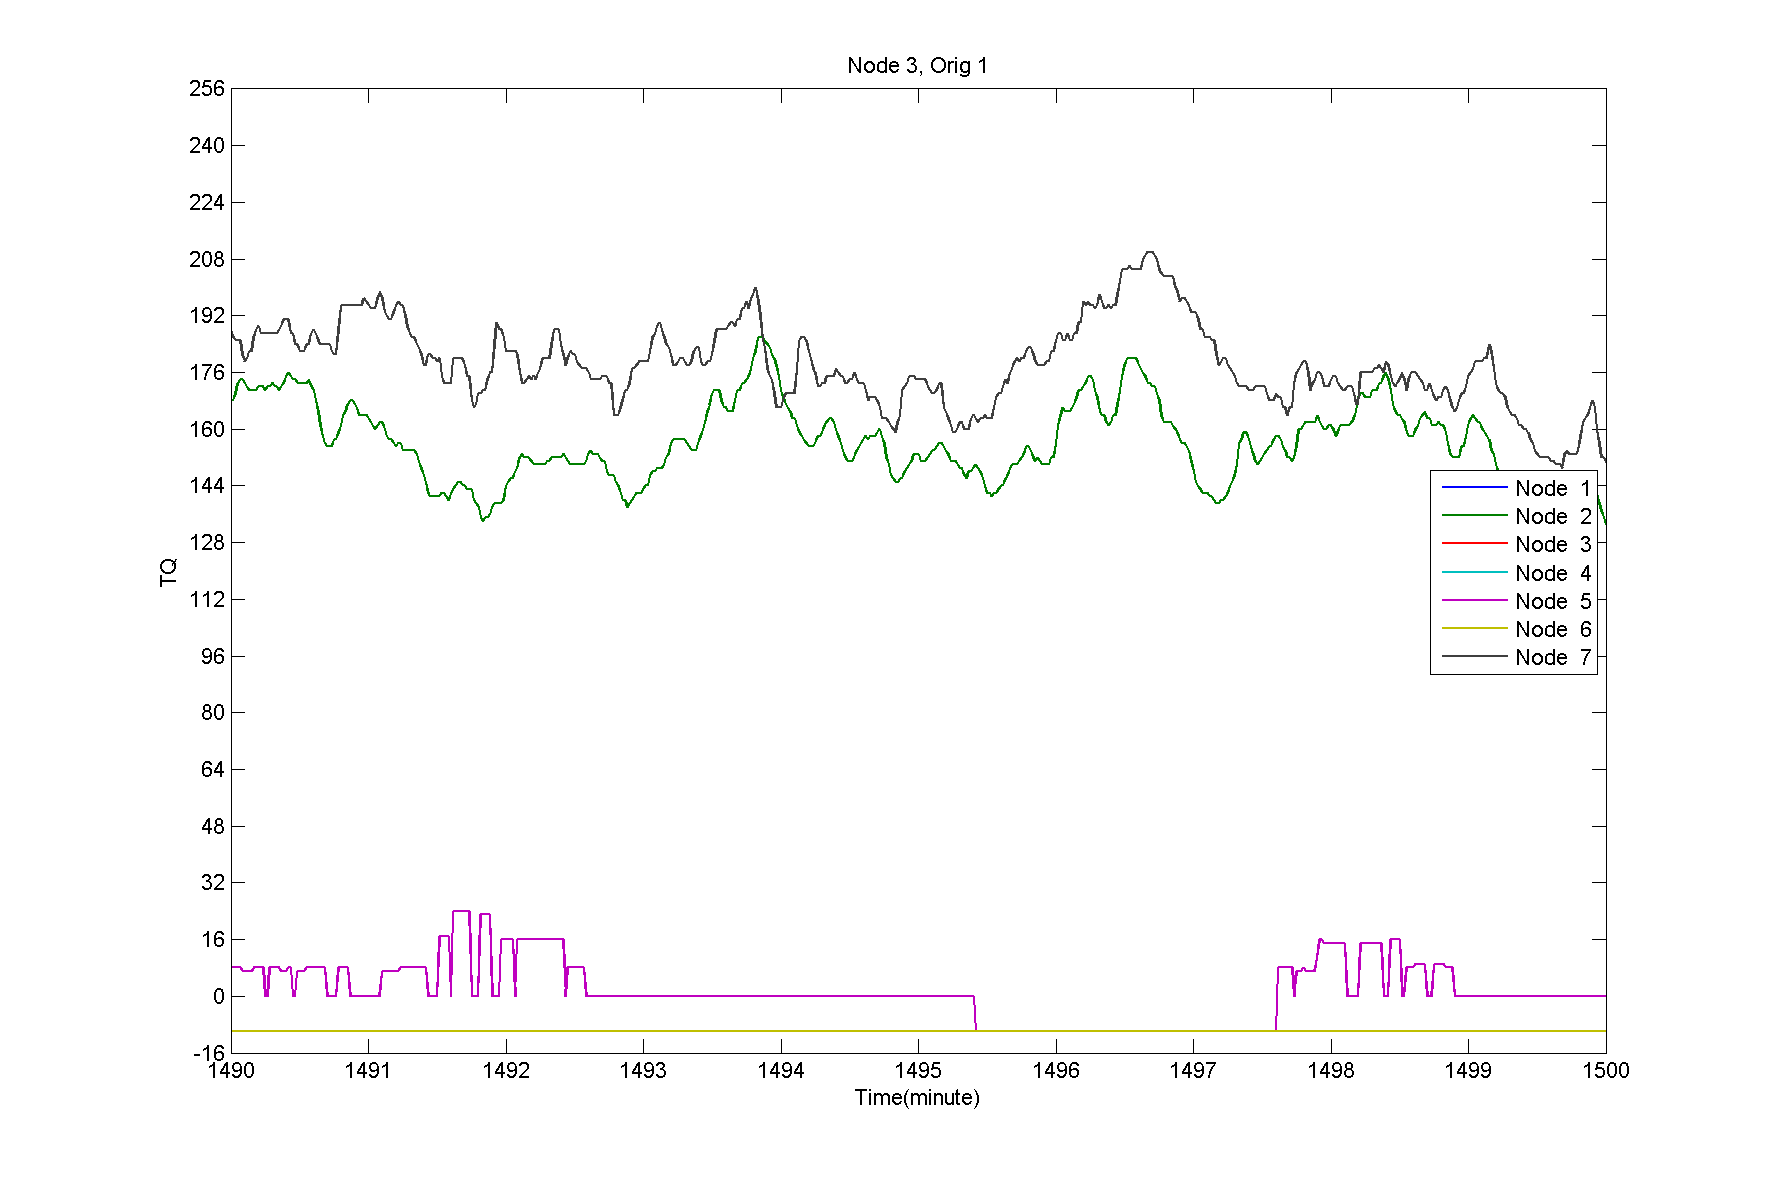 Node 3, Orig 1
256
240
224
208
192
176
160
144
128
112
96
80
64
48
32
16
0
-16
TQ
Node 1
Node 2
Node 3
Node 4
Node 5
Node 6
Node 7
1490 1491 1492 1493 1494 1495 1496 1497 1498 1499 1500
Time(minute)